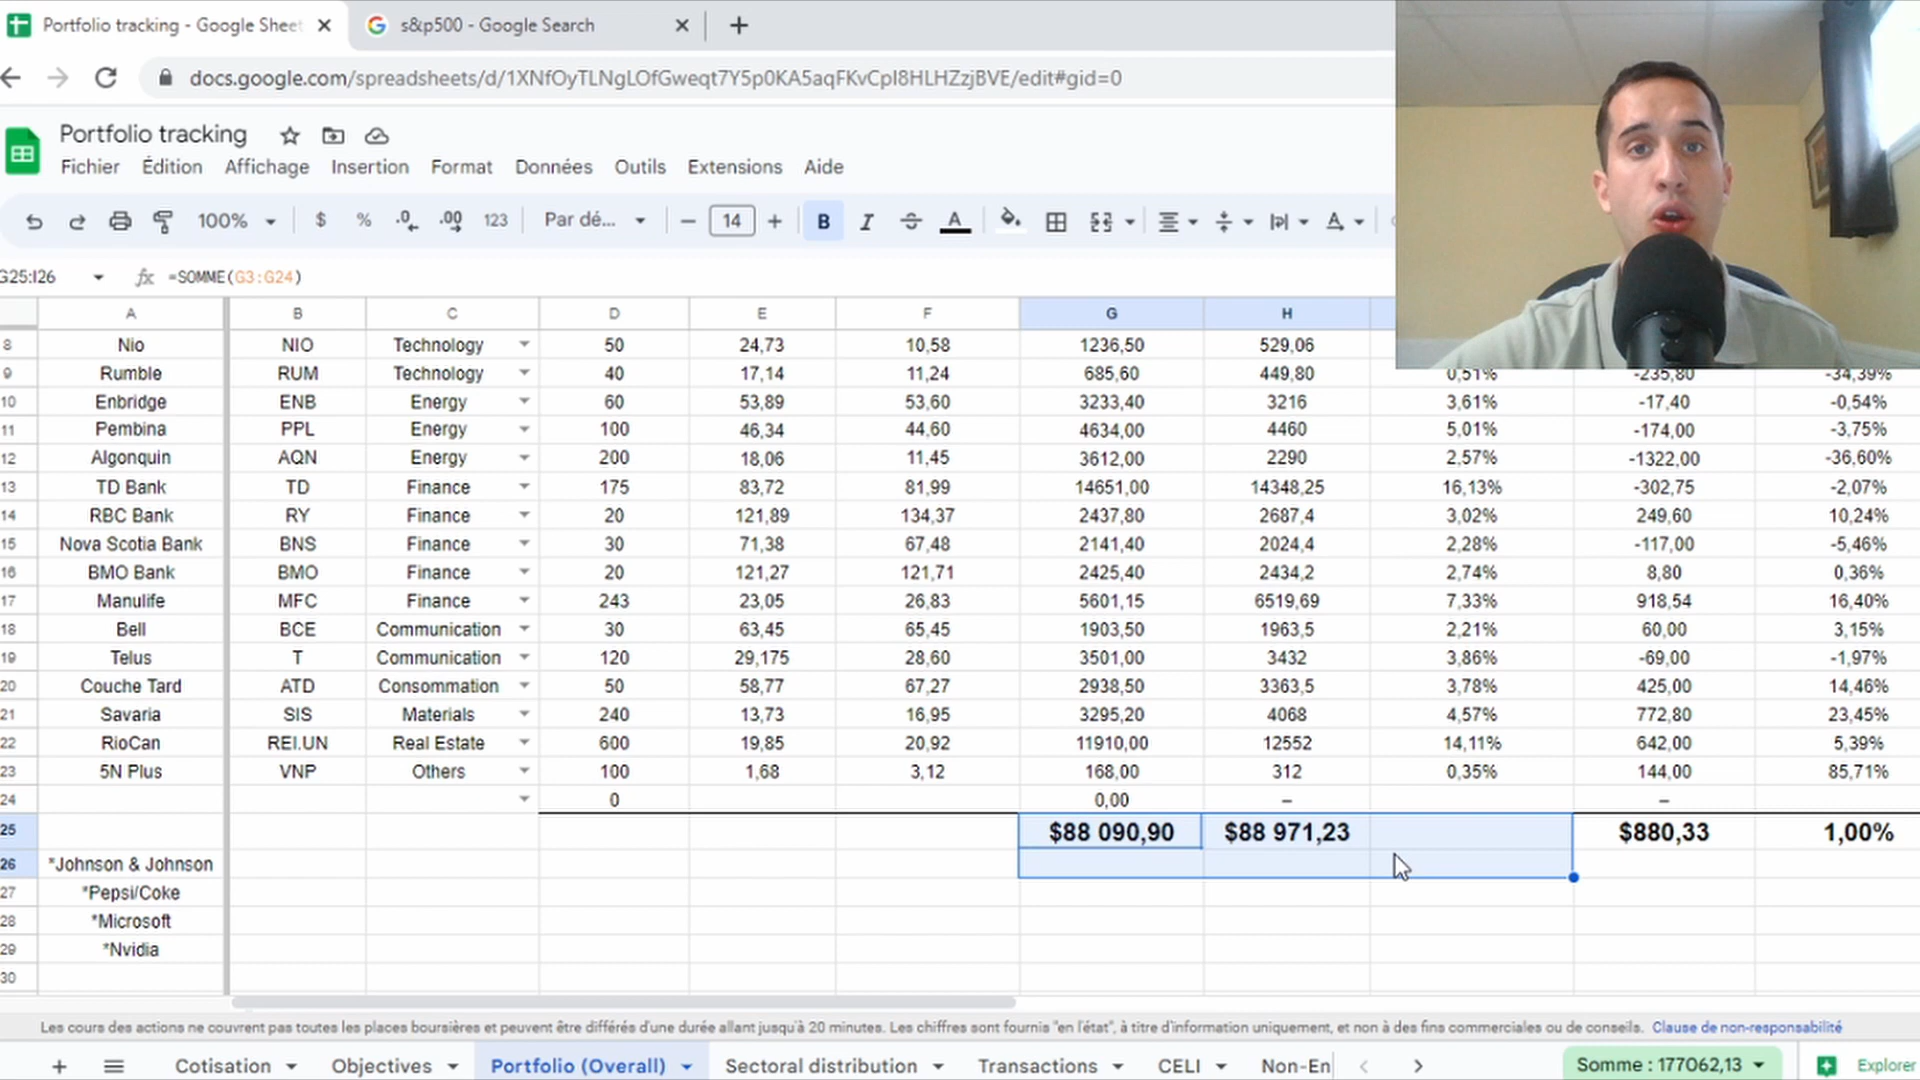 Portfolio tracking - Google Sheet
s&p500 - Google Search
docs.google.com/spreadsheets/d/1XNfOyTLNgLOfGweqt7Y5p0KA5aqFKvCpI8HLHZzjBVE/edit#gid=0
Portfolio tracking
Fichier Édition Affichage Insertion Format Données Outils Extensions Aide
100% $ % .0 .00 123 Par dé... − 14 + B I S A
G25:I26 fx =SOMME(G3:G24)
A B C D E F G H
8 Nio NIO Technology 50 24,73 10,58 1236,50 529,06
9 Rumble RUM Technology 40 17,14 11,24 685,60 449,80 0,51% -235,80 -34,39%
10 Enbridge ENB Energy 60 53,89 53,60 3233,40 3216 3,61% -17,40 -0,54%
11 Pembina PPL Energy 100 46,34 44,60 4634,00 4460 5,01% -174,00 -3,75%
12 Algonquin AQN Energy 200 18,06 11,45 3612,00 2290 2,57% -1322,00 -36,60%
13 TD Bank TD Finance 175 83,72 81,99 14651,00 14348,25 16,13% -302,75 -2,07%
14 RBC Bank RY Finance 20 121,89 134,37 2437,80 2687,4 3,02% 249,60 10,24%
15 Nova Scotia Bank BNS Finance 30 71,38 67,48 2141,40 2024,4 2,28% -117,00 -5,46%
16 BMO Bank BMO Finance 20 121,27 121,71 2425,40 2434,2 2,74% 8,80 0,36%
17 Manulife MFC Finance 243 23,05 26,83 5601,15 6519,69 7,33% 918,54 16,40%
18 Bell BCE Communication 30 63,45 65,45 1903,50 1963,5 2,21% 60,00 3,15%
19 Telus T Communication 120 29,175 28,60 3501,00 3432 3,86% -69,00 -1,97%
20 Couche Tard ATD Consommation 50 58,77 67,27 2938,50 3363,5 3,78% 425,00 14,46%
21 Savaria SIS Materials 240 13,73 16,95 3295,20 4068 4,57% 772,80 23,45%
22 RioCan REI.UN Real Estate 600 19,85 20,92 11910,00 12552 14,11% 642,00 5,39%
23 5N Plus VNP Others 100 1,68 3,12 168,00 312 0,35% 144,00 85,71%
24 0 0,00 – –
25 $88 090,90 $88 971,23 $880,33 1,00%
26 *Johnson & Johnson
27 *Pepsi/Coke
28 *Microsoft
29 *Nvidia
30
Les cours des actions ne couvrent pas toutes les places boursières et peuvent être différés d'une durée allant jusqu'à 20 minutes. Les chiffres sont fournis "en l'état", à titre d'information uniquement, et non à des fins commerciales ou de conseils. Clause de non-responsabilité
Cotisation Objectives Portfolio (Overall) Sectoral distribution Transactions CELI Non-En Somme : 177062,13 Explorer